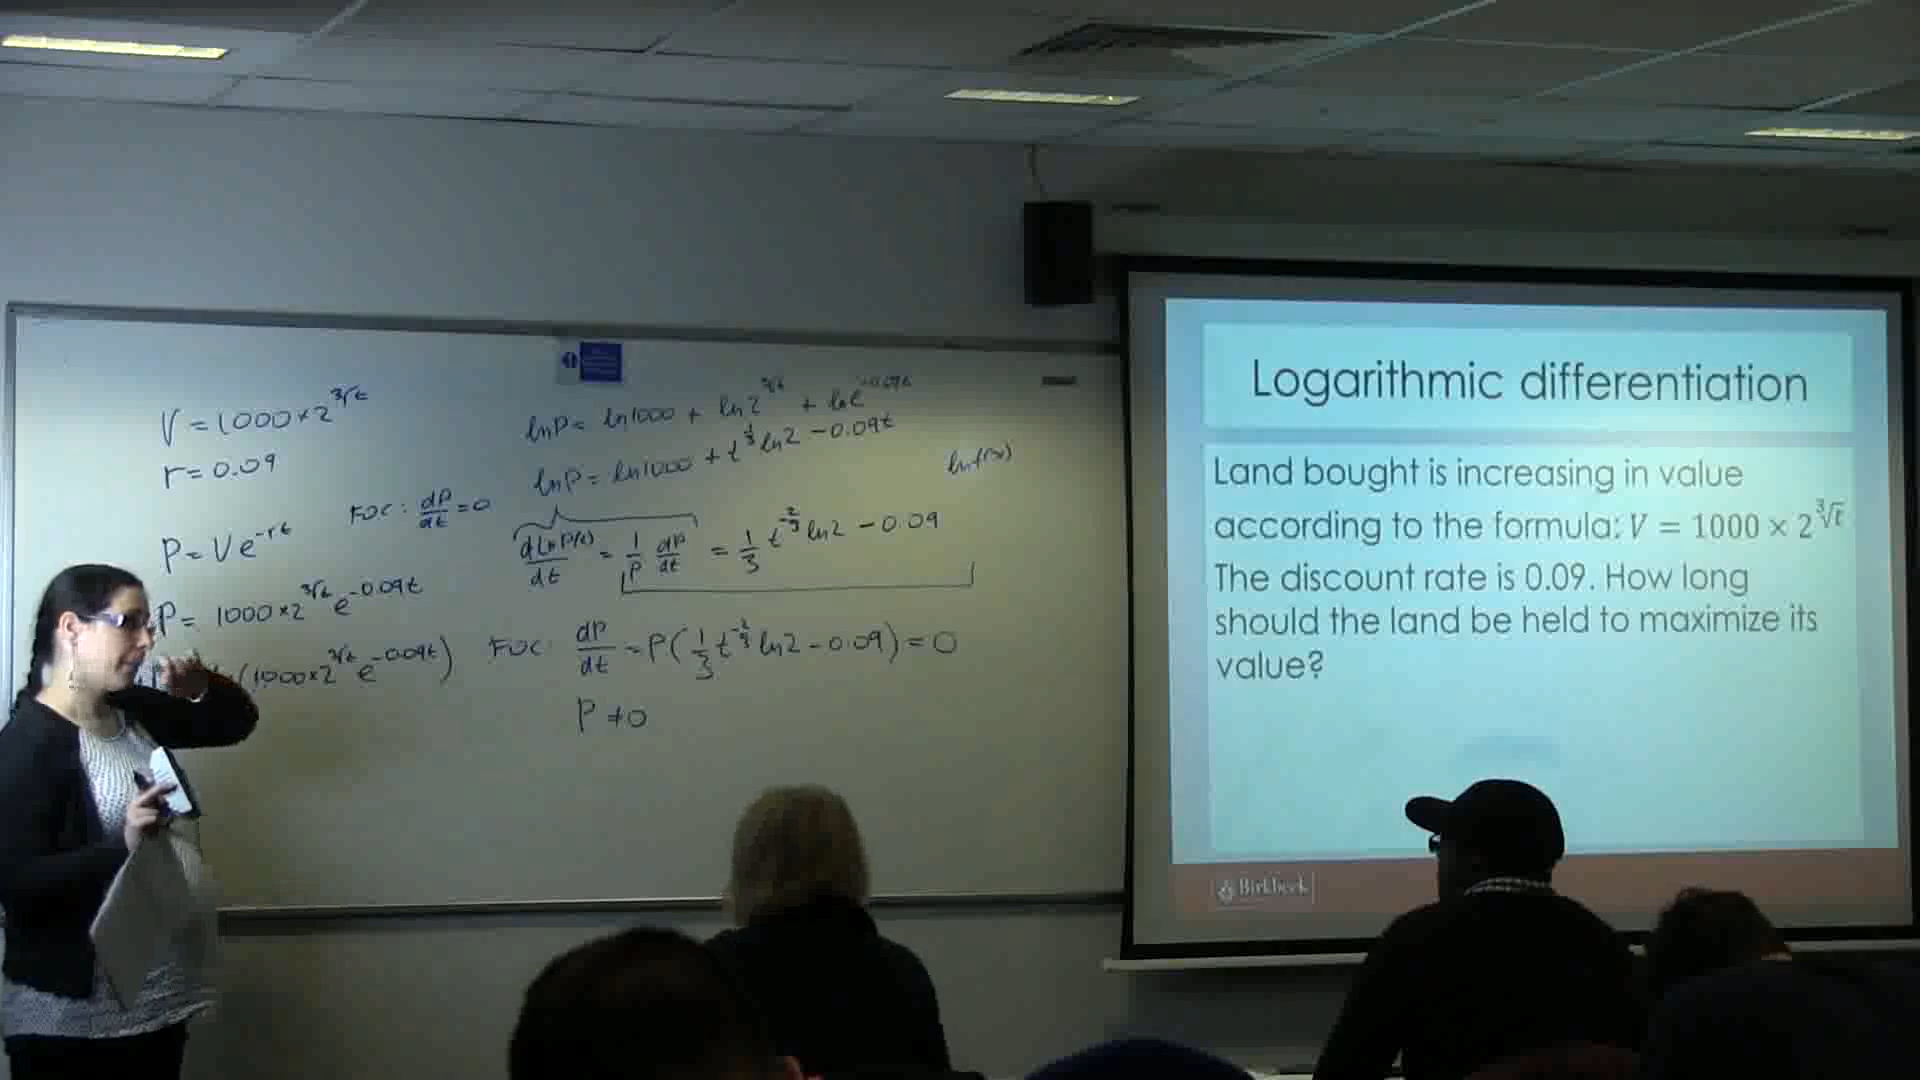 V = 1000 × 2^∛t
r = 0.09
P = Ve^-rt
P = 1000 × 2^∛t e^-0.09t
(1000 × 2^∛t e^-0.09t)
FOC: dP/dt = 0
lnP = ln1000 + ln2^∛t + lne^-0.09t
lnP = ln1000 + t^1/3 ln2 - 0.09t
ln f(x)
d(lnP(t))/dt = 1/P dP/dt = 1/3 t^-2/3 ln2 - 0.09
FOC: dP/dt = P(1/3 t^-2/3 ln2 - 0.09) = 0
P ≠ 0
Logarithmic differentiation
Land bought is increasing in value
according to the formula: V = 1000 × 2^∛t
The discount rate is 0.09. How long
should the land be held to maximize its
value?
Birkbeck